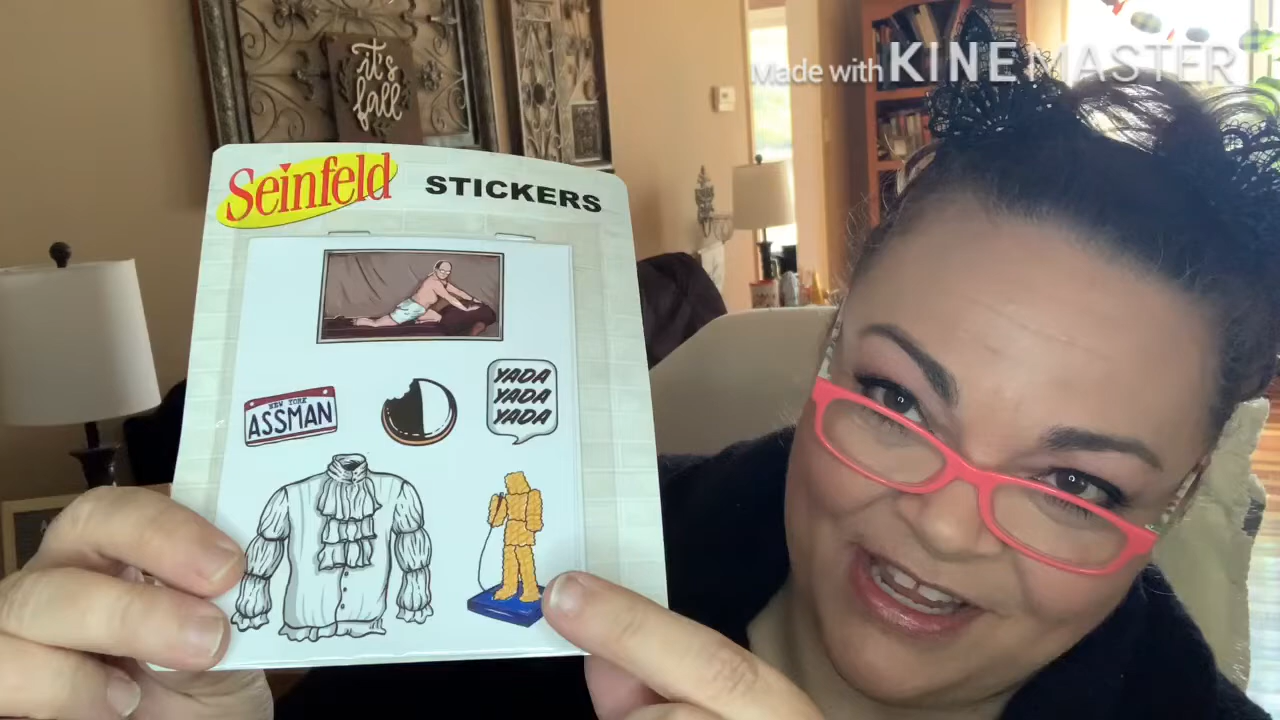 it's
fall
Made with KINEMASTER
Seinfeld STICKERS
NEW YORK
ASSMAN
YADA
YADA
YADA